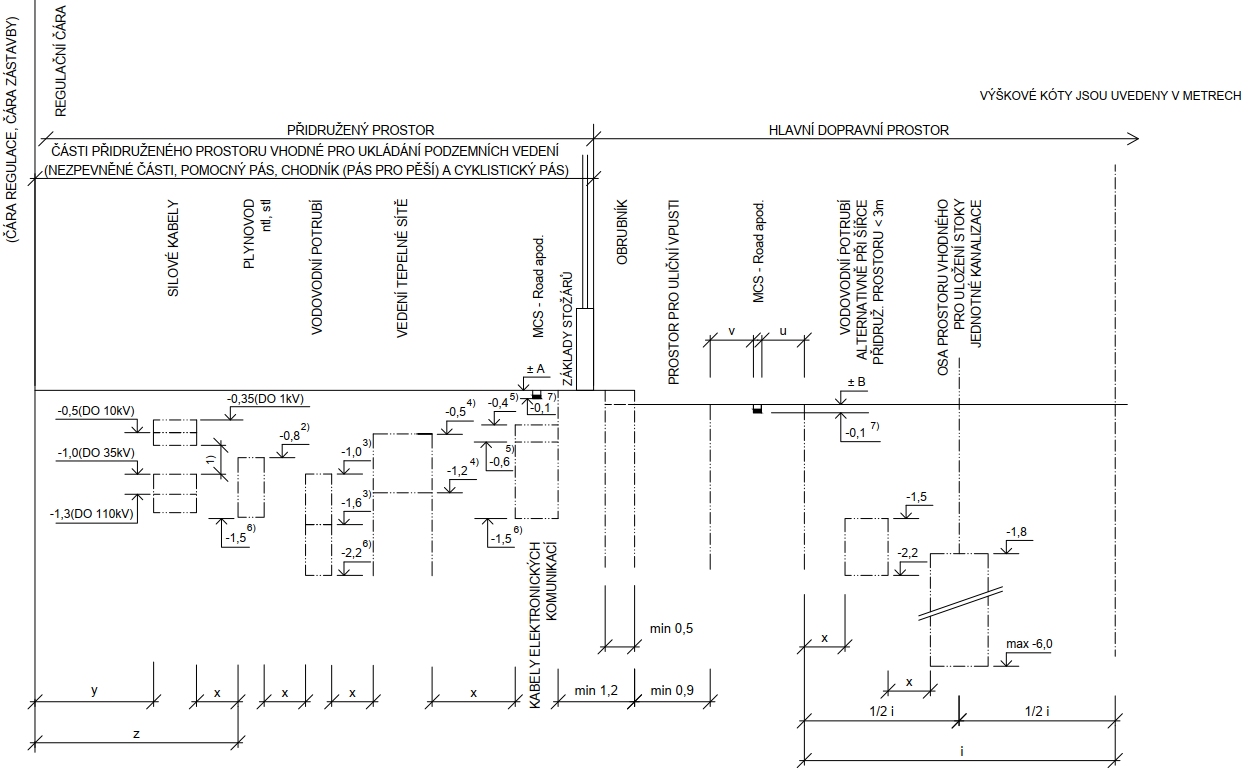 (ČÁRA REGULACE, ČÁRA ZÁSTAVBY)
REGULAČNÍ ČÁRA
VÝŠKOVÉ KÓTY JSOU UVEDENY V METRECH
PŘIDRUŽENÝ PROSTOR
HLAVNÍ DOPRAVNÍ PROSTOR
ČÁSTI PŘIDRUŽENÉHO PROSTORU VHODNÉ PRO UKLÁDÁNÍ PODZEMNÍCH VEDENÍ
(NEZPEVNĚNÉ ČÁSTI, POMOCNÝ PÁS, CHODNÍK (PÁS PRO PĚŠÍ) A CYKLISTICKÝ PÁS)
SILOVÉ KABELY
PLYNOVOD
ntl, stl
VODOVODNÍ POTRUBÍ
VEDENÍ TEPELNÉ SÍTĚ
MCS - Road apod.
ZÁKLADY STOŽÁRŮ
OBRUBNÍK
PROSTOR PRO ULIČNÍ VPUSTI
MCS - Road apod.
VODOVODNÍ POTRUBÍ
ALTERNATIVNĚ PŘI ŠÍŘCE
PŘIDRUŽ. PROSTORU < 3m
OSA PROSTORU VHODNÉHO
PRO ULOŽENÍ STOKY
JEDNOTNÉ KANALIZACE
v
u
± A
± B
-0,5(DO 10kV)
-0,35(DO 1kV)
-1,0(DO 35kV)
-1,3(DO 110kV)
1)
-0,8 2)
-1,5 6)
-1,0 3)
-1,6 3)
-2,2 6)
-0,5 4)
-1,2 4)
-0,4 5)
-0,6 5)
-1,5 6)
7)
-0,1
-0,1 7)
-1,5
-2,2
-1,8
max -6,0
KABELY ELEKTRONICKÝCH
KOMUNIKACÍ
min 0,5
x
y
x
x
x
x
min 1,2
min 0,9
x
z
1/2 i
1/2 i
i